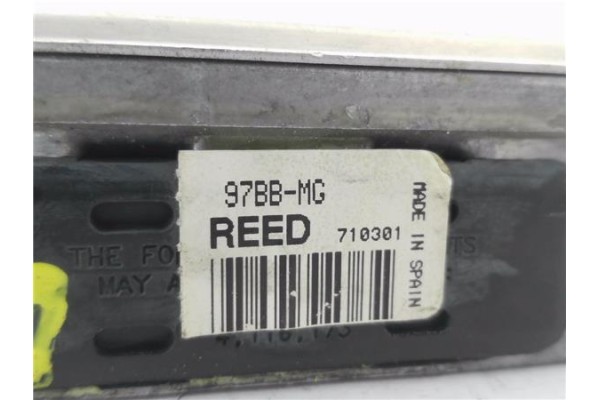 97BB-MG
REED 710301
MADE IN SPAIN
THE FO
MAY A